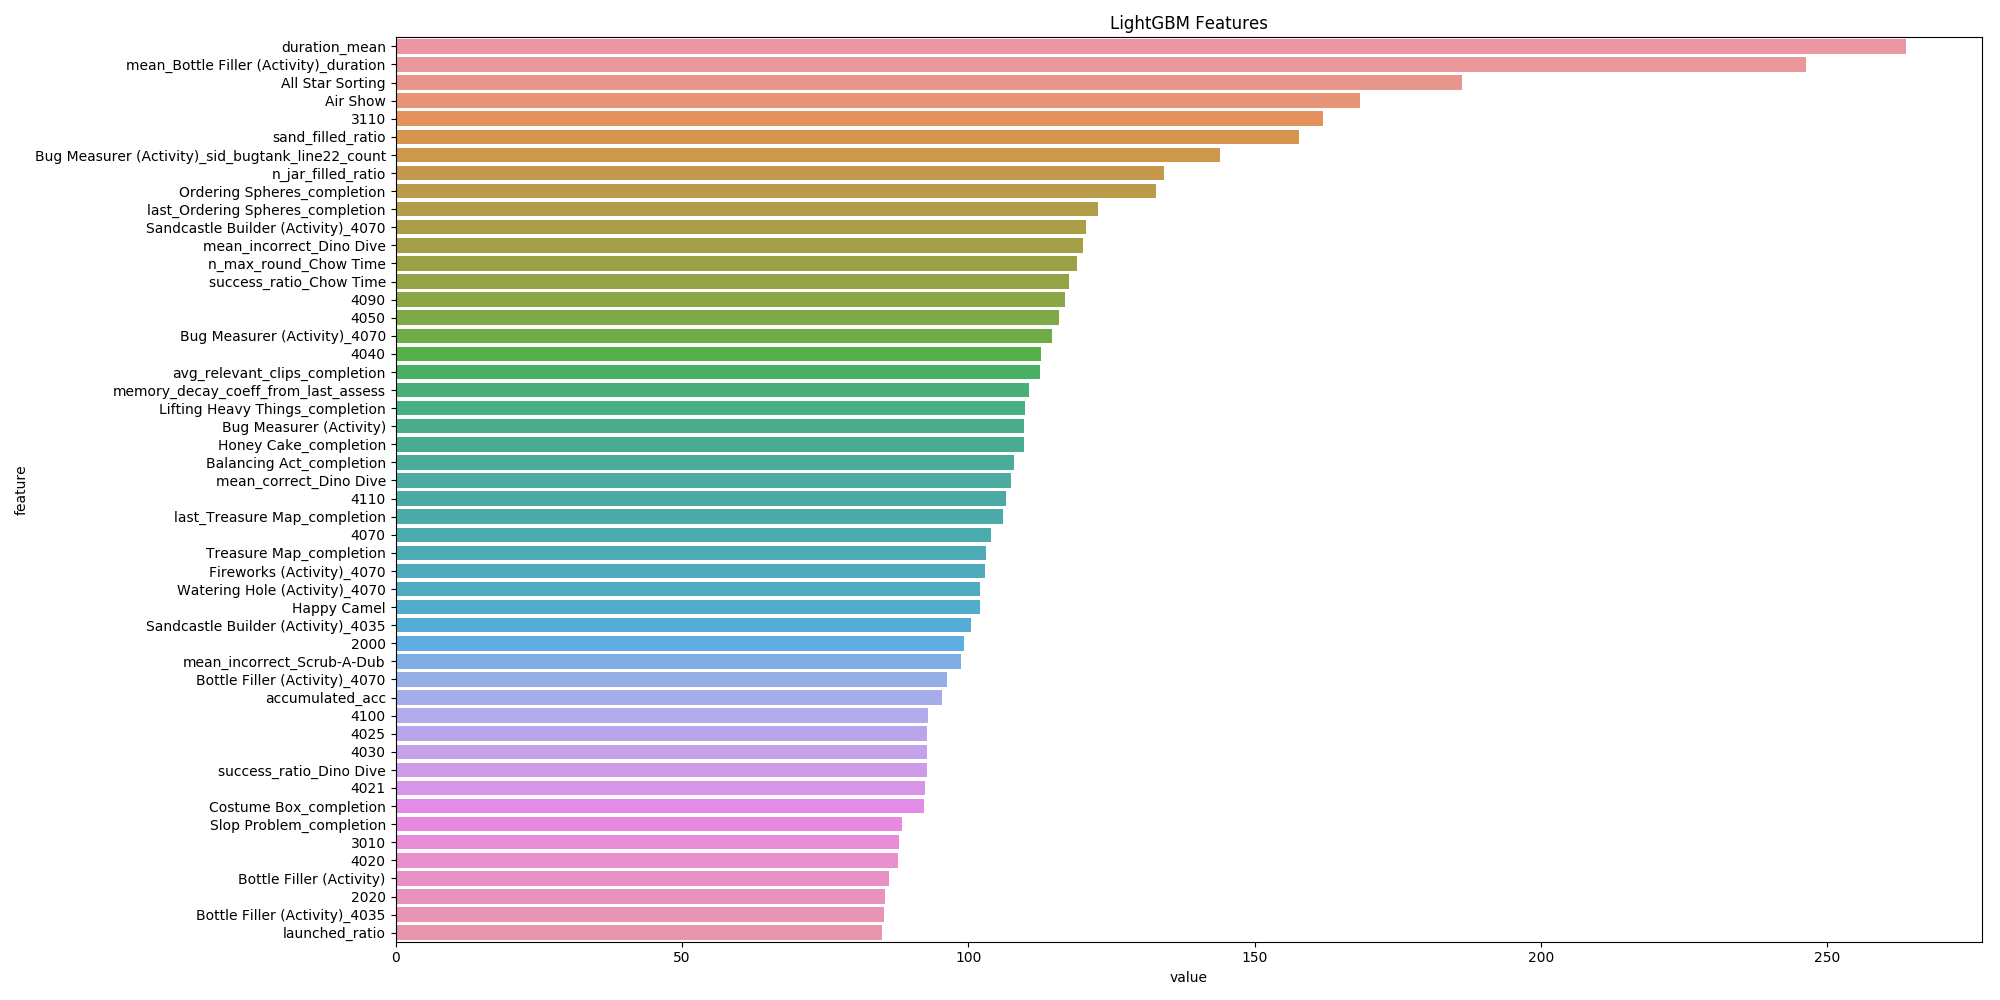 LightGBM Features
duration_mean
mean_Bottle Filler (Activity)_duration
All Star Sorting
Air Show
3110
sand_filled_ratio
Bug Measurer (Activity)_sid_bugtank_line22_count
n_jar_filled_ratio
Ordering Spheres_completion
last_Ordering Spheres_completion
Sandcastle Builder (Activity)_4070
mean_incorrect_Dino Dive
n_max_round_Chow Time
success_ratio_Chow Time
4090
4050
Bug Measurer (Activity)_4070
4040
avg_relevant_clips_completion
memory_decay_coeff_from_last_assess
Lifting Heavy Things_completion
Bug Measurer (Activity)
Honey Cake_completion
Balancing Act_completion
mean_correct_Dino Dive
4110
last_Treasure Map_completion
4070
Treasure Map_completion
Fireworks (Activity)_4070
Watering Hole (Activity)_4070
Happy Camel
Sandcastle Builder (Activity)_4035
2000
mean_incorrect_Scrub-A-Dub
Bottle Filler (Activity)_4070
accumulated_acc
4100
4025
4030
success_ratio_Dino Dive
4021
Costume Box_completion
Slop Problem_completion
3010
4020
Bottle Filler (Activity)
2020
Bottle Filler (Activity)_4035
launched_ratio
feature
0 50 100 150 200 250
value